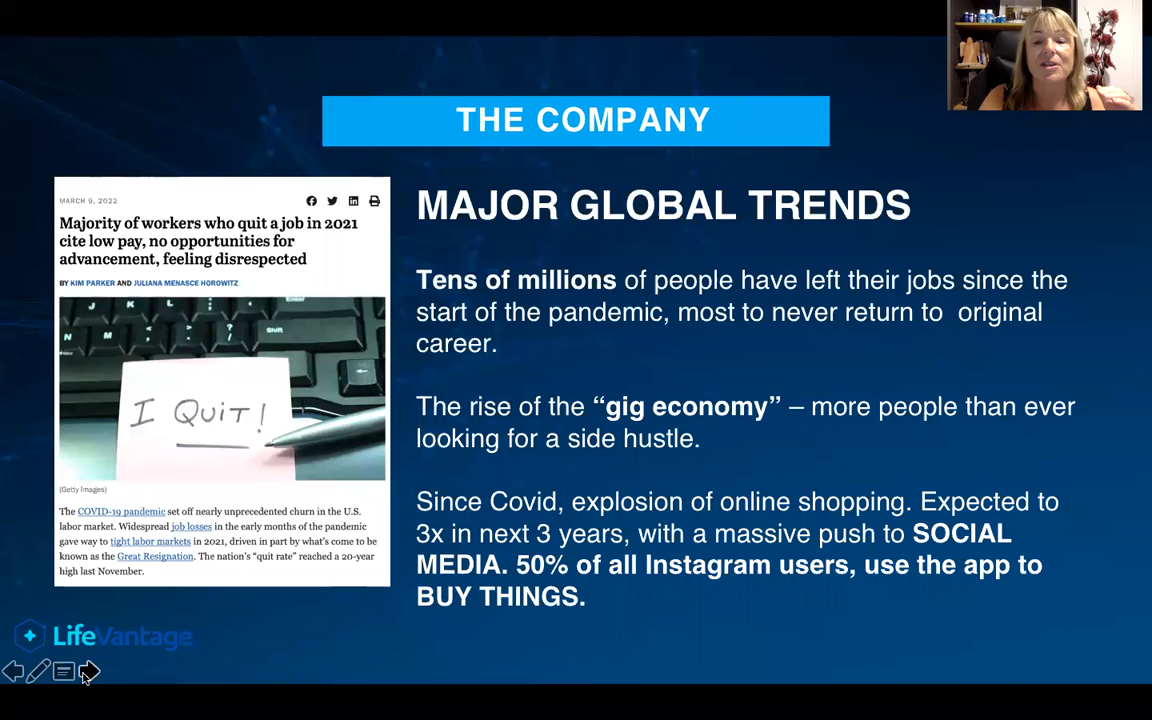 THE COMPANY
MARCH 9, 2022
Majority of workers who quit a job in 2021
cite low pay, no opportunities for
advancement, feeling disrespected
BY KIM PARKER AND JULIANA MENASCE HOROWITZ
I QUIT!
Shift
(Getty Images)
The COVID-19 pandemic set off nearly unprecedented churn in the U.S.
labor market. Widespread job losses in the early months of the pandemic
gave way to tight labor markets in 2021, driven in part by what's come to be
known as the Great Resignation. The nation's "quit rate" reached a 20-year
high last November.
MAJOR GLOBAL TRENDS
Tens of millions of people have left their jobs since the
start of the pandemic, most to never return to original
career.
The rise of the “gig economy” – more people than ever
looking for a side hustle.
Since Covid, explosion of online shopping. Expected to
3x in next 3 years, with a massive push to SOCIAL
MEDIA. 50% of all Instagram users, use the app to
BUY THINGS.
LifeVantage